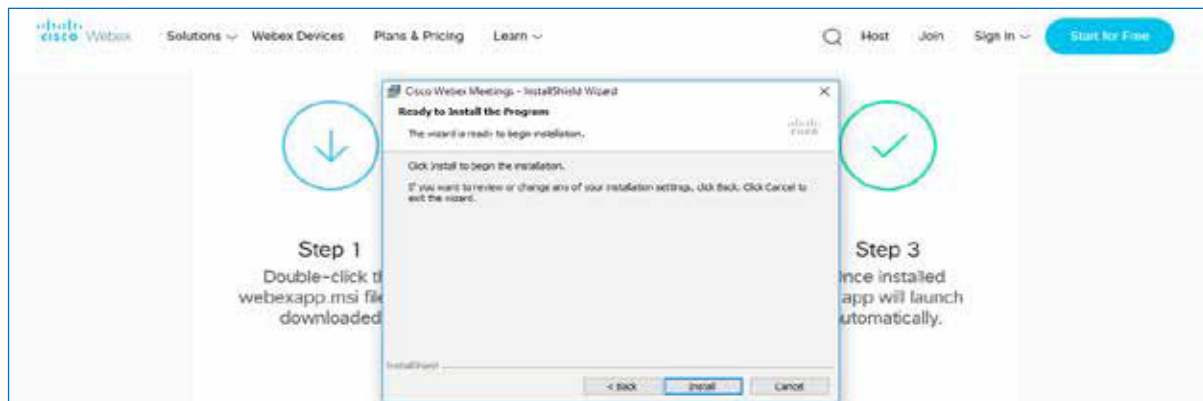 cisco Webex
Solutions Webex Devices Plans & Pricing Learn Host Join Sign in Start for Free
Cisco Webex Meetings - InstallShield Wizard
Ready to Install the Program
The wizard is ready to begin installation.
cisco
Click Install to begin the installation.
If you want to review or change any of your installation settings, click Back. Click Cancel to
exit the wizard.
Step 1
Double-click t
webexapp.msi file
downloaded
Step 3
Once installed
app will launch
utomatically.
InstallShield
< Back Install Cancel